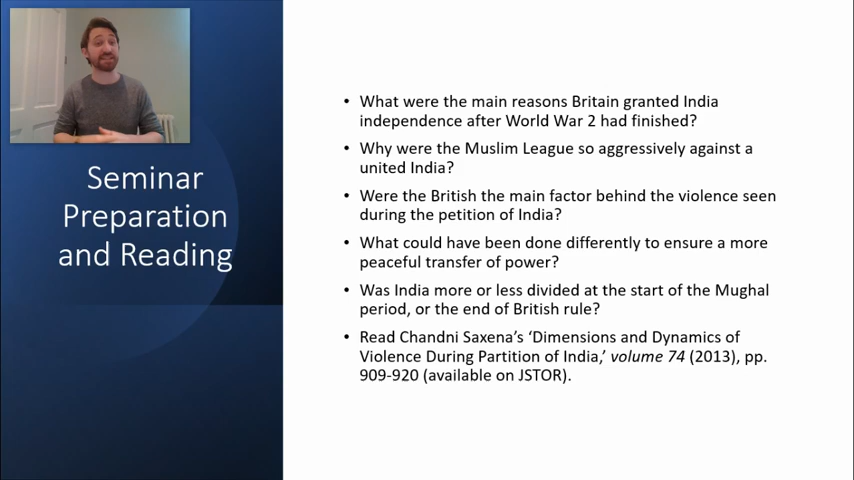 Seminar
Preparation
and Reading
• What were the main reasons Britain granted India
independence after World War 2 had finished?
• Why were the Muslim League so aggressively against a
united India?
• Were the British the main factor behind the violence seen
during the petition of India?
• What could have been done differently to ensure a more
peaceful transfer of power?
• Was India more or less divided at the start of the Mughal
period, or the end of British rule?
• Read Chandni Saxena’s ‘Dimensions and Dynamics of
Violence During Partition of India,’ volume 74 (2013), pp.
909-920 (available on JSTOR).